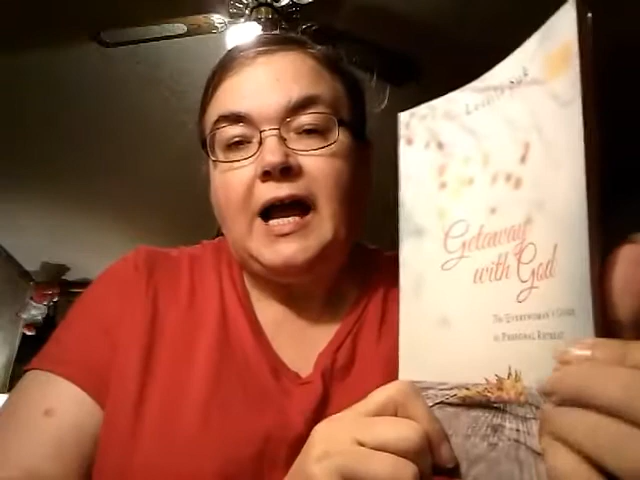 Getaway
with God
The Everywoman's Guide
to Personal Retreat